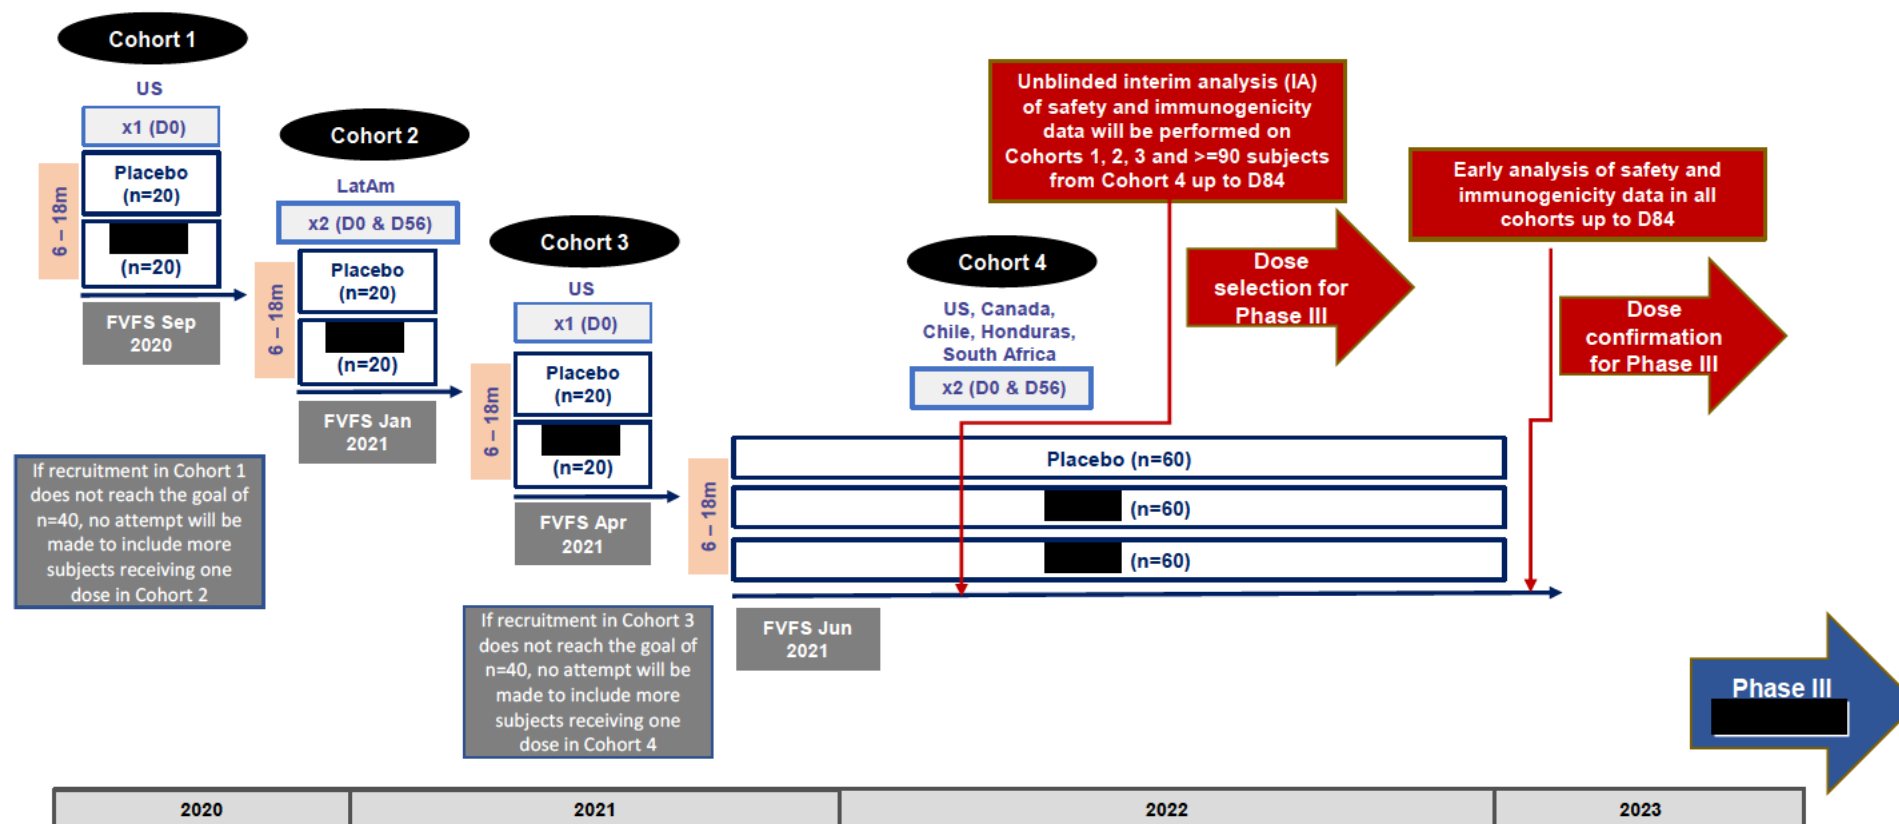 Cohort 1
US
x1 (D0)
6 – 18m
Placebo
(n=20)
(n=20)
FVFS Sep
2020
If recruitment in Cohort 1
does not reach the goal of
n=40, no attempt will be
made to include more
subjects receiving one
dose in Cohort 2
Cohort 2
LatAm
x2 (D0 & D56)
6 – 18m
Placebo
(n=20)
(n=20)
FVFS Jan
2021
Cohort 3
US
x1 (D0)
6 – 18m
Placebo
(n=20)
(n=20)
FVFS Apr
2021
If recruitment in Cohort 3
does not reach the goal of
n=40, no attempt will be
made to include more
subjects receiving one
dose in Cohort 4
Cohort 4
US, Canada,
Chile, Honduras,
South Africa
x2 (D0 & D56)
6 – 18m
Placebo (n=60)
(n=60)
(n=60)
FVFS Jun
2021
Unblinded interim analysis (IA)
of safety and immunogenicity
data will be performed on
Cohorts 1, 2, 3 and >=90 subjects
from Cohort 4 up to D84
Dose
selection for
Phase III
Early analysis of safety and
immunogenicity data in all
cohorts up to D84
Dose
confirmation
for Phase III
Phase III
2020
2021
2022
2023